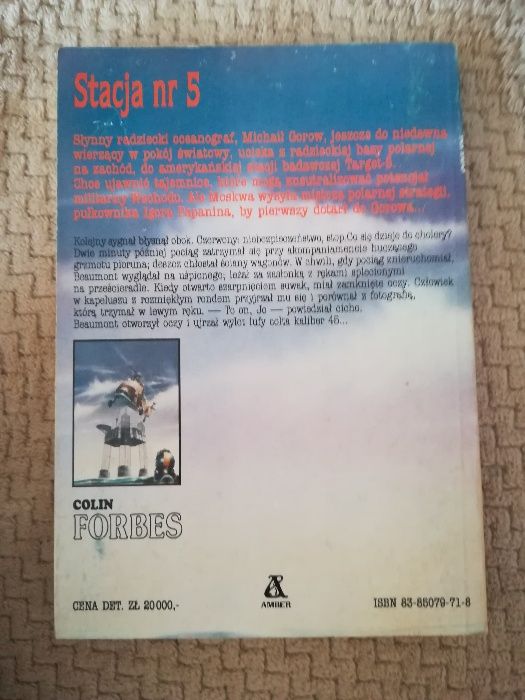 Stacja nr 5
Słynny radziecki oceanograf, Michaił Gorow, jeszcze do niedawna
wierzący w pokój światowy, ucieka z radzieckiej bazy polarnej
na zachód, do amerykańskiej stacji badawczej Target-5.
Chce ujawnić tajemnice, które mogą zneutralizować potencjał
militarny Wschodu. Ale Moskwa wysyła mistrza polarnej strategii,
pułkownika Igora Papanina, by pierwszy dotarł do Gorowa...
Kolejny sygnał błysnął obok. Czerwony: niebezpieczeństwo, stop. Co się dzieje do cholery?
Dwie minuty później pociąg zatrzymał się przy akompaniamencie huczącego
gromotu pioruna; deszcz chłostał ściany wagonów. W chwili, gdy pociąg znieruchomiał,
Beaumont wyglądał na uśpionego; leżał za zasłonką z rękami splecionymi
na prześcieradle. Kiedy otwarto szarpnięciem suwak, miał zamknięte oczy. Człowiek
w kapeluszu z rozmiękłym rondem przyjrzał mu się i porównał z fotografią,
którą trzymał w lewym ręku. — To on, Jo — powiedział cicho.
Beaumont otworzył oczy i ujrzał wylot lufy colta kaliber 45...
COLIN
FORBES
CENA DET. ZŁ 20 000,-
AMBER
ISBN 83-85079-71-8